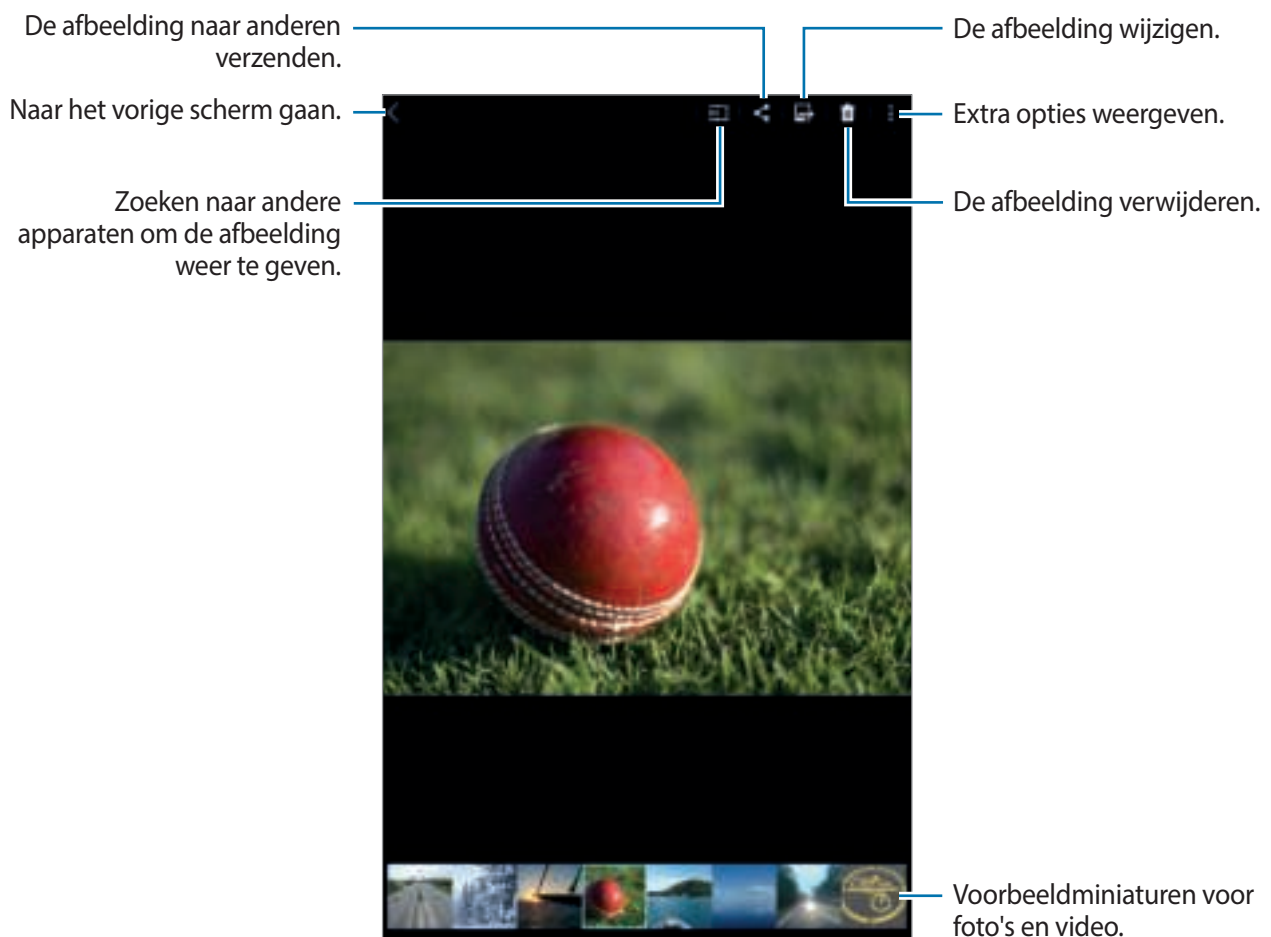 De afbeelding naar anderen
verzenden.
De afbeelding wijzigen.
Naar het vorige scherm gaan.
Extra opties weergeven.
Zoeken naar andere
apparaten om de afbeelding
weer te geven.
De afbeelding verwijderen.
Voorbeeldminiaturen voor
foto's en video.